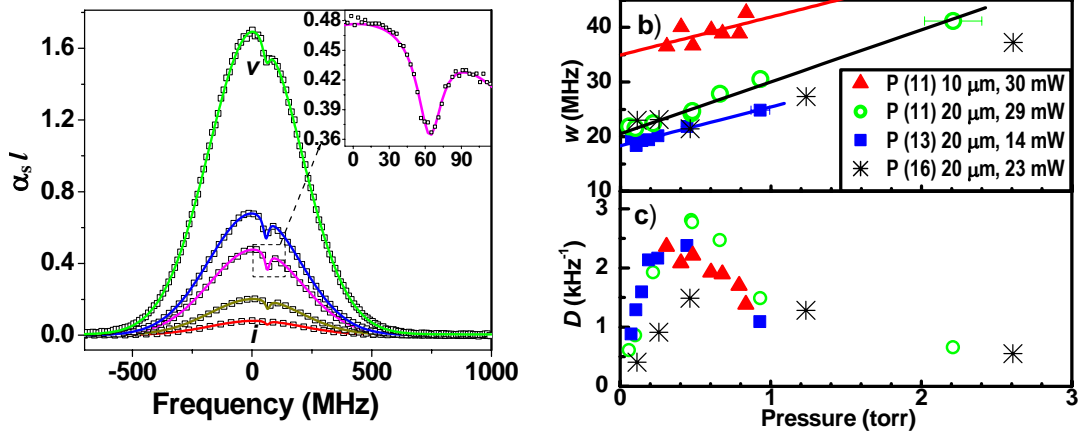 1.6
1.2
0.8
0.4
0.0
αs l
-500
0
500
1000
Frequency (MHz)
v
i
0.48
0.45
0.42
0.39
0.36
0
30
60
90
b)
40
30
20
10
w (MHz)
P (11) 10 μm, 30 mW
P (11) 20 μm, 29 mW
P (13) 20 μm, 14 mW
P (16) 20 μm, 23 mW
c)
3
2
1
0
D (kHz⁻¹)
0
1
2
3
Pressure (torr)